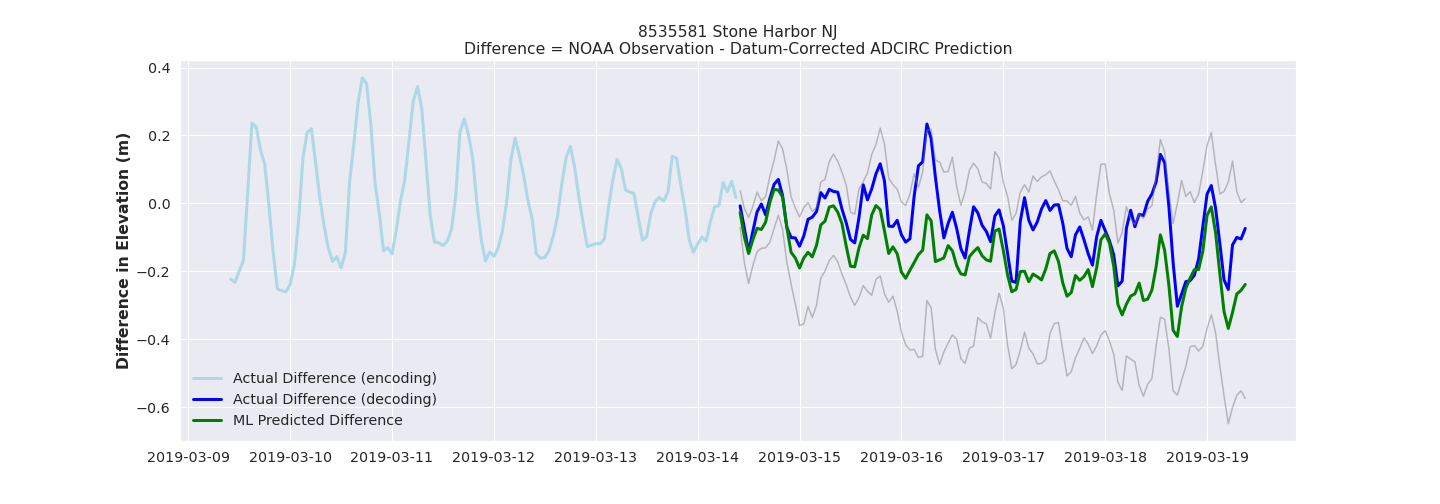 8535581 Stone Harbor NJ
Difference = NOAA Observation - Datum-Corrected ADCIRC Prediction
Difference in Elevation (m)
0.4
0.2
0.0
−0.2
−0.4
−0.6
Actual Difference (encoding)
Actual Difference (decoding)
ML Predicted Difference
2019-03-09 2019-03-10 2019-03-11 2019-03-12 2019-03-13 2019-03-14 2019-03-15 2019-03-16 2019-03-17 2019-03-18 2019-03-19